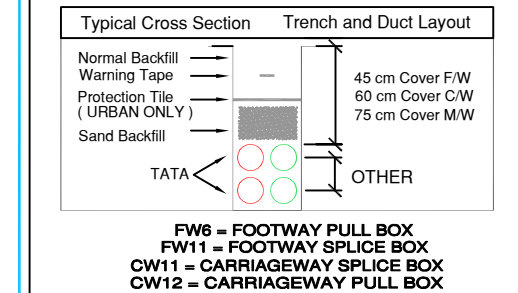 Typical Cross Section Trench and Duct Layout
Normal Backfill
Warning Tape
Protection Tile
( URBAN ONLY )
Sand Backfill
TATA
45 cm Cover F/W
60 cm Cover C/W
75 cm Cover M/W
OTHER
FW6 = FOOTWAY PULL BOX
FW11 = FOOTWAY SPLICE BOX
CW11 = CARRIAGEWAY SPLICE BOX
CW12 = CARRIAGEWAY PULL BOX